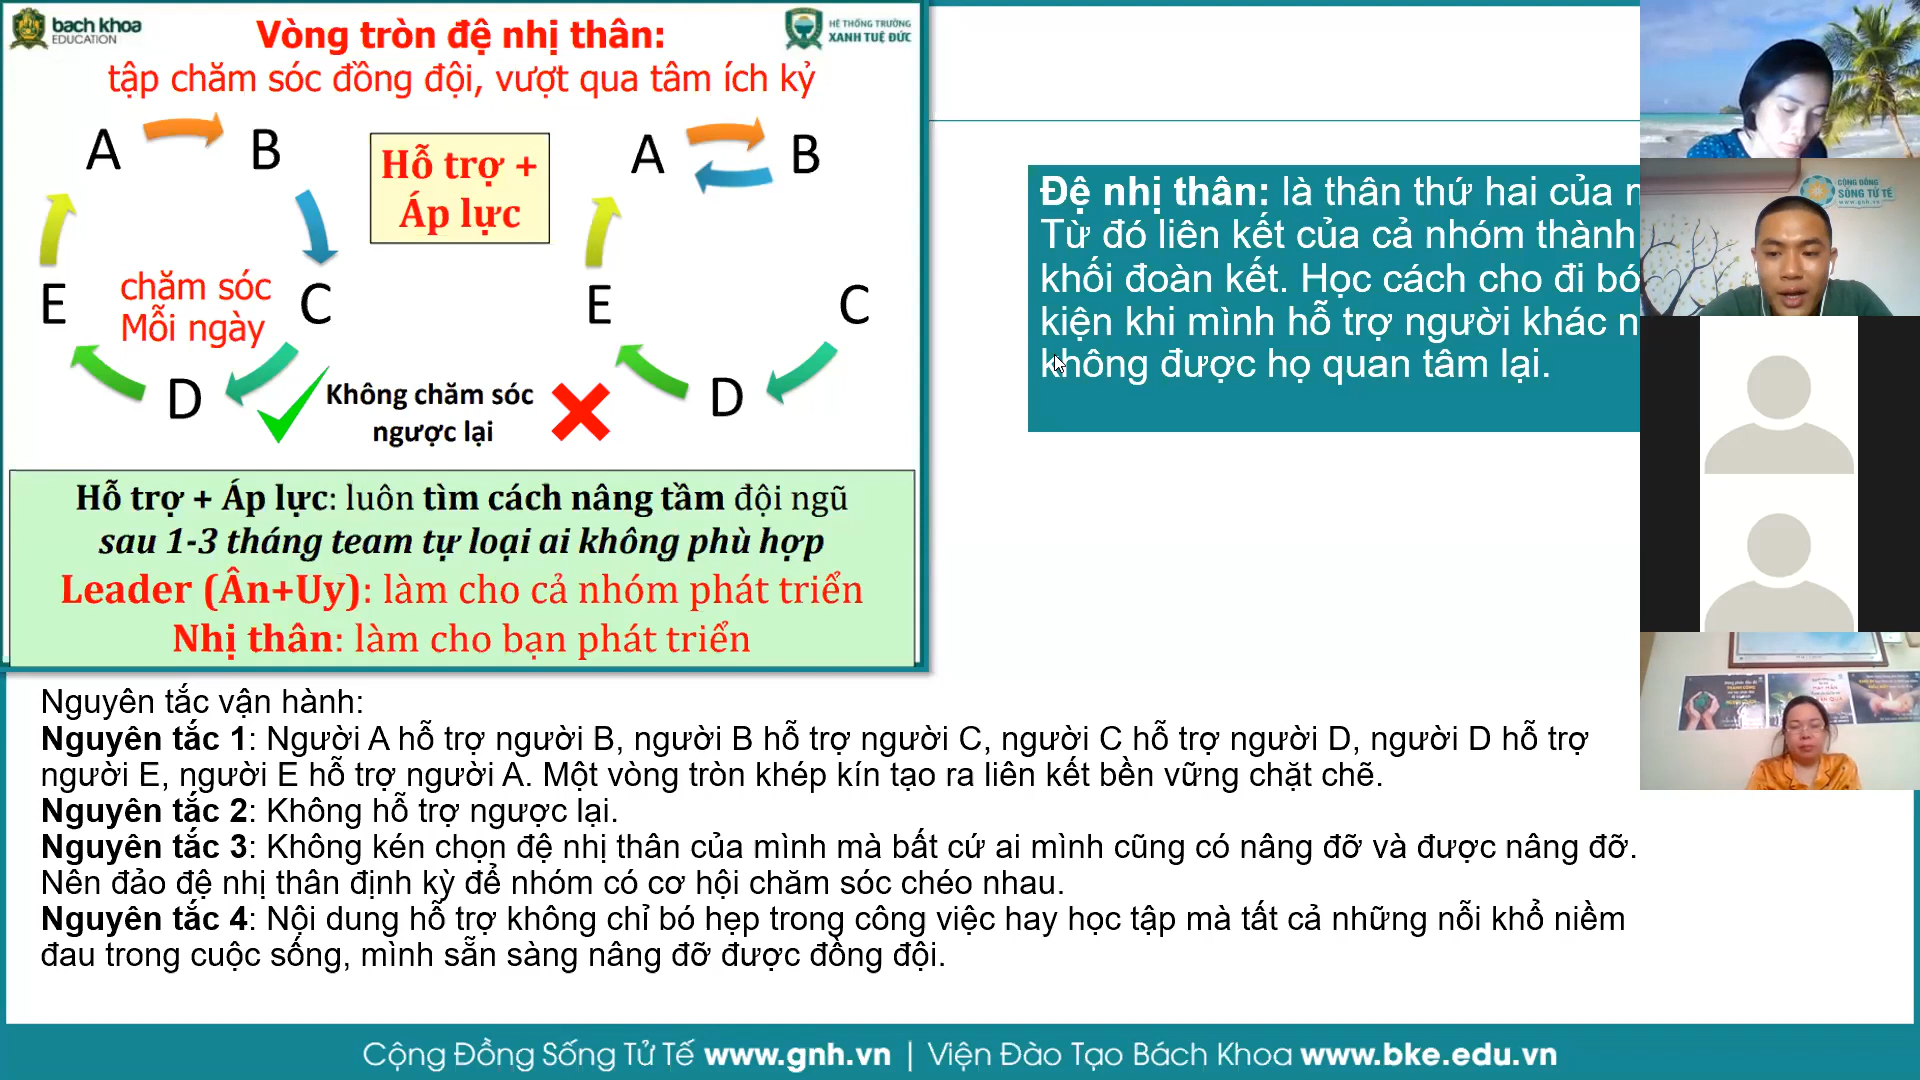 bach khoa
EDUCATION
Vòng tròn đệ nhị thân:
HỆ THỐNG TRƯỜNG
XANH TUỆ ĐỨC
tập chăm sóc đồng đội, vượt qua tâm ích kỷ
A B
C
D
E
chăm sóc
Mỗi ngày
Hỗ trợ +
Áp lực
A B
C
D
E
Không chăm sóc
ngược lại
Hỗ trợ + Áp lực: luôn tìm cách nâng tầm đội ngũ
sau 1-3 tháng team tự loại ai không phù hợp
Leader (Ân+Uy): làm cho cả nhóm phát triển
Nhị thân: làm cho bạn phát triển
Đệ nhị thân: là thân thứ hai của
Từ đó liên kết của cả nhóm thành
khối đoàn kết. Học cách cho đi
kiện khi mình hỗ trợ người khác
không được họ quan tâm lại.
CỘNG ĐỒNG
SỐNG TỬ TẾ
www.gnh.vn
Nguyên tắc vận hành:
Nguyên tắc 1: Người A hỗ trợ người B, người B hỗ trợ người C, người C hỗ trợ người D, người D hỗ trợ
người E, người E hỗ trợ người A. Một vòng tròn khép kín tạo ra liên kết bền vững chặt chẽ.
Nguyên tắc 2: Không hỗ trợ ngược lại.
Nguyên tắc 3: Không kén chọn đệ nhị thân của mình mà bất cứ ai mình cũng có nâng đỡ và được nâng đỡ.
Nên đảo đệ nhị thân định kỳ để nhóm có cơ hội chăm sóc chéo nhau.
Nguyên tắc 4: Nội dung hỗ trợ không chỉ bó hẹp trong công việc hay học tập mà tất cả những nỗi khổ niềm
đau trong cuộc sống, mình sẵn sàng nâng đỡ được đồng đội.
Cộng Đồng Sống Tử Tế www.gnh.vn | Viện Đào Tạo Bách Khoa www.bke.edu.vn